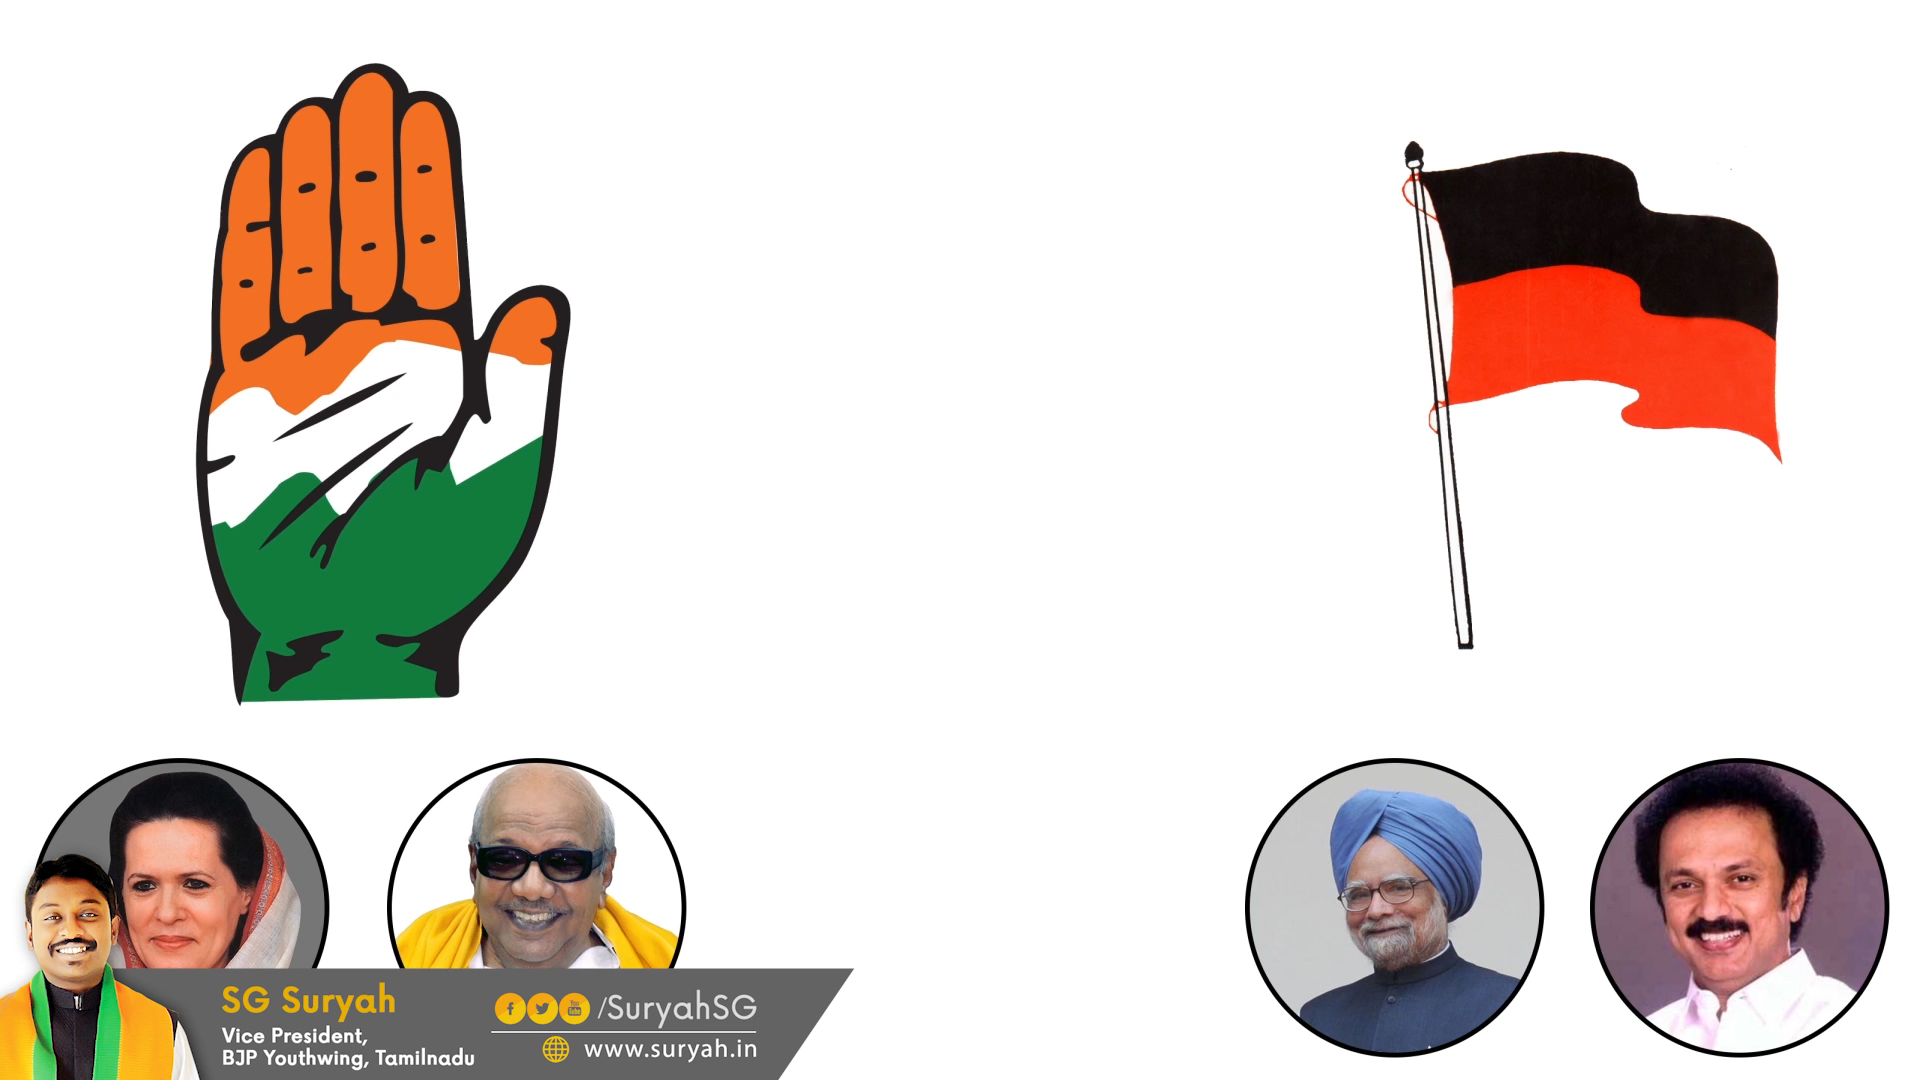 SG Suryah
Vice President,
BJP Youthwing, Tamilnadu
/SuryahSG
www.suryah.in